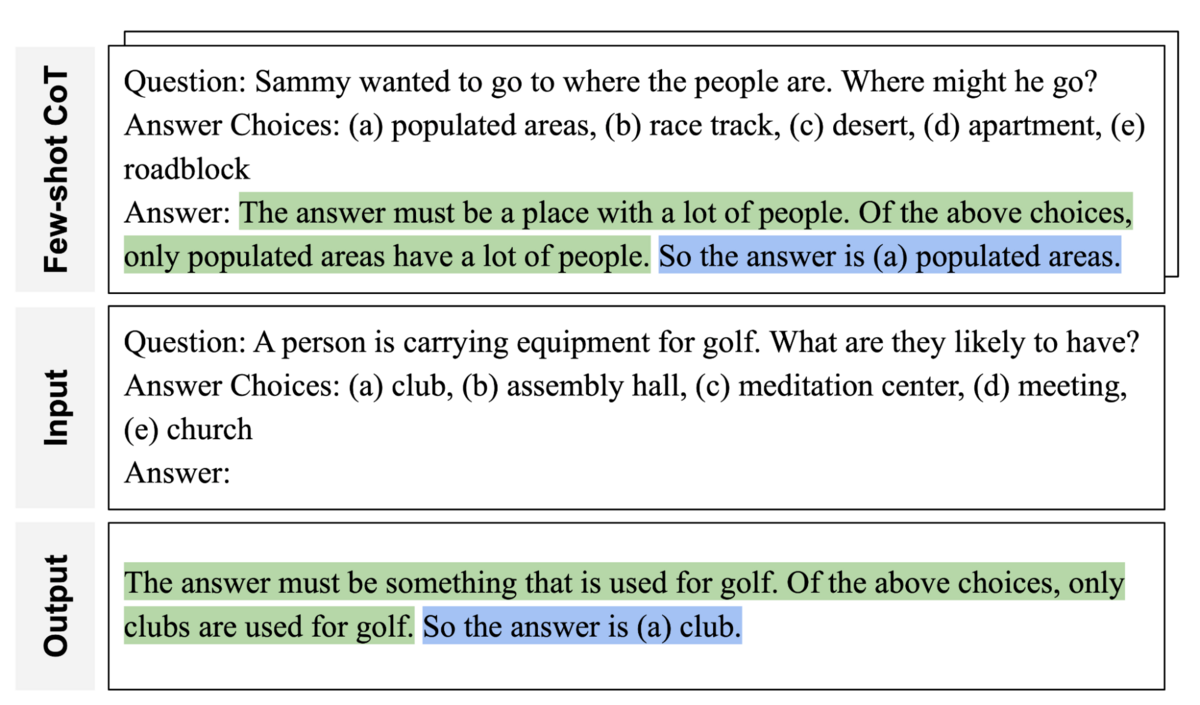 Few-shot CoT
Question: Sammy wanted to go to where the people are. Where might he go?
Answer Choices: (a) populated areas, (b) race track, (c) desert, (d) apartment, (e)
roadblock
Answer: The answer must be a place with a lot of people. Of the above choices,
only populated areas have a lot of people. So the answer is (a) populated areas.
Input
Question: A person is carrying equipment for golf. What are they likely to have?
Answer Choices: (a) club, (b) assembly hall, (c) meditation center, (d) meeting,
(e) church
Answer:
Output
The answer must be something that is used for golf. Of the above choices, only
clubs are used for golf. So the answer is (a) club.